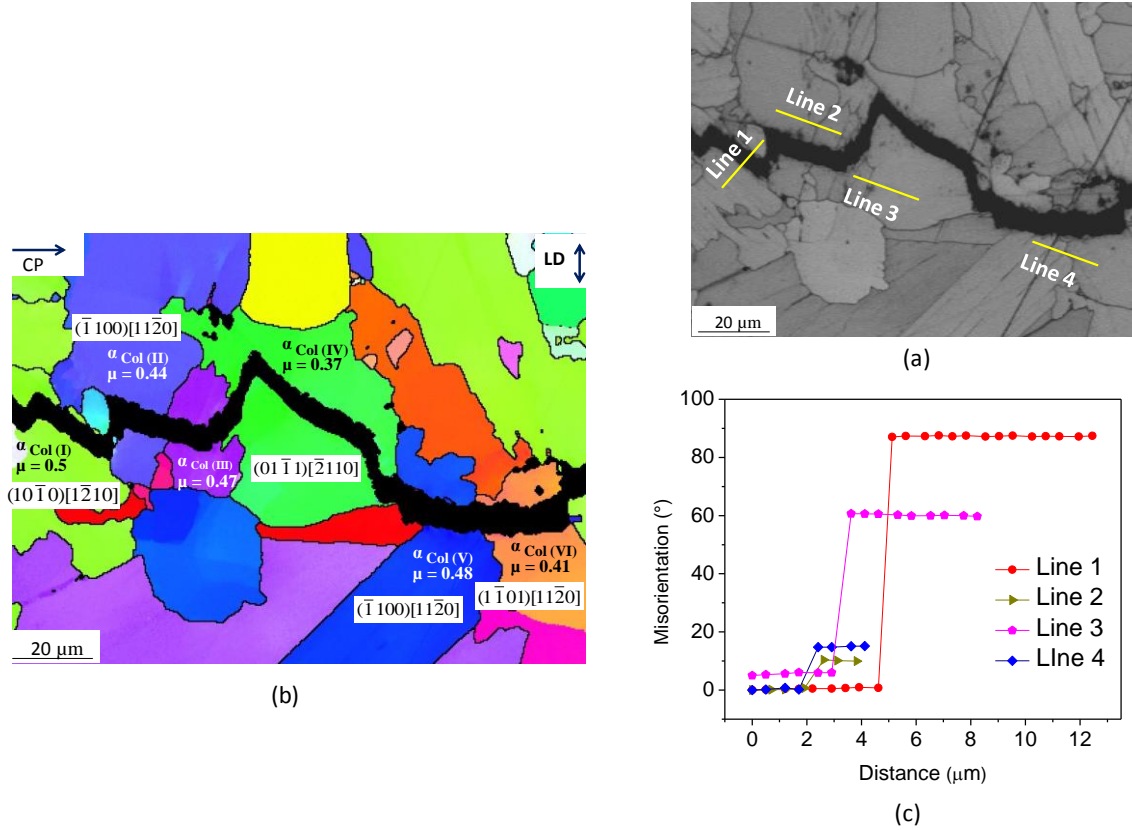 Line 2
Line 1
Line 3
Line 4
20 µm
(a)
CP
LD
(1̅100)[112̅0]
α Col (II)
μ = 0.44
α Col (IV)
μ = 0.37
α Col (I)
μ = 0.5
(101̅0)[12̅10]
α Col (III)
μ = 0.47
(011̅1)[2̅110]
α Col (V)
μ = 0.48
(1̅100)[112̅0]
α Col (VI)
μ = 0.41
(11̅01)[112̅0]
20 µm
(b)
100
80
60
40
20
0
Misorientation (°)
Line 1
Line 2
Line 3
LIne 4
0 2 4 6 8 10 12
Distance (μm)
(c)